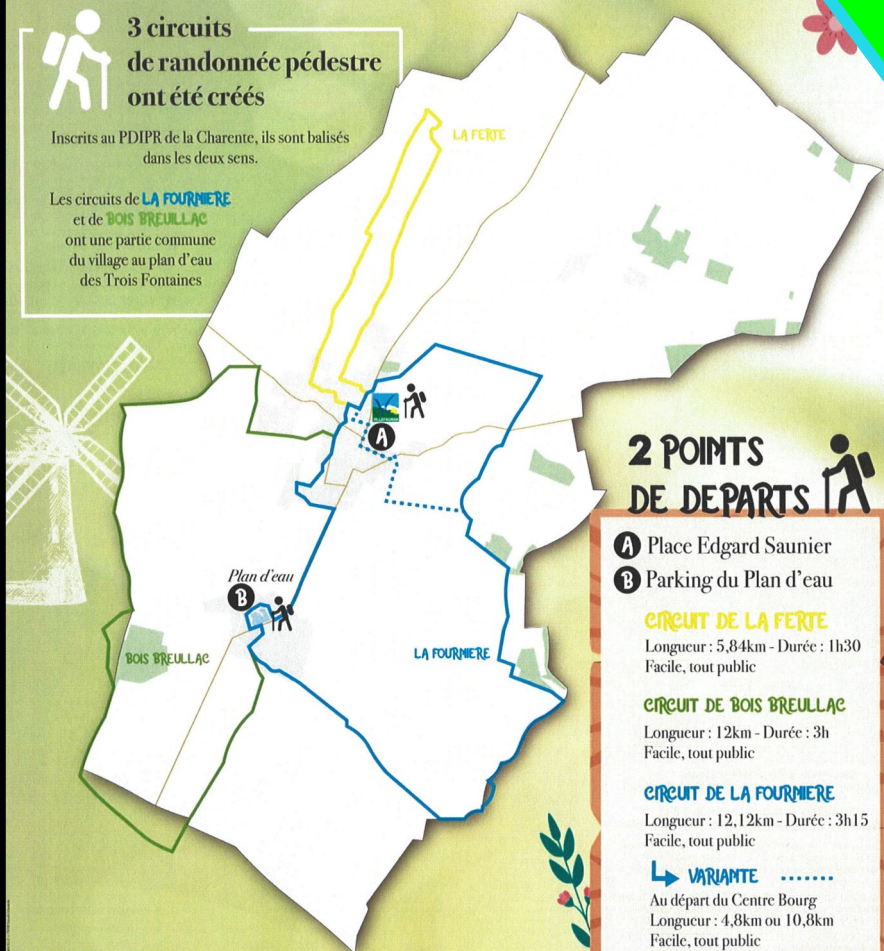 3 circuits
de randonnée pédestre
ont été créés
Inscrits au PDIPR de la Charente, ils sont balisés
dans les deux sens.
Les circuits de LA FOURNIERE
et de BOIS BREUILLAC
ont une partie commune
du village au plan d'eau
des Trois Fontaines
LA FERTE
A
Plan d'eau
B
BOIS BREULLAC
LA FOURNIERE
2 POINTS
DE DEPARTS
A Place Edgard Saunier
B Parking du Plan d'eau
CIRCUIT DE LA FERTE
Longueur : 5,84km - Durée : 1h30
Facile, tout public
CIRCUIT DE BOIS BREULLAC
Longueur : 12km - Durée : 3h
Facile, tout public
CIRCUIT DE LA FOURNIERE
Longueur : 12,12km - Durée : 3h15
Facile, tout public
VARIANTE
Au départ du Centre Bourg
Longueur : 4,8km ou 10,8km
Facile, tout public